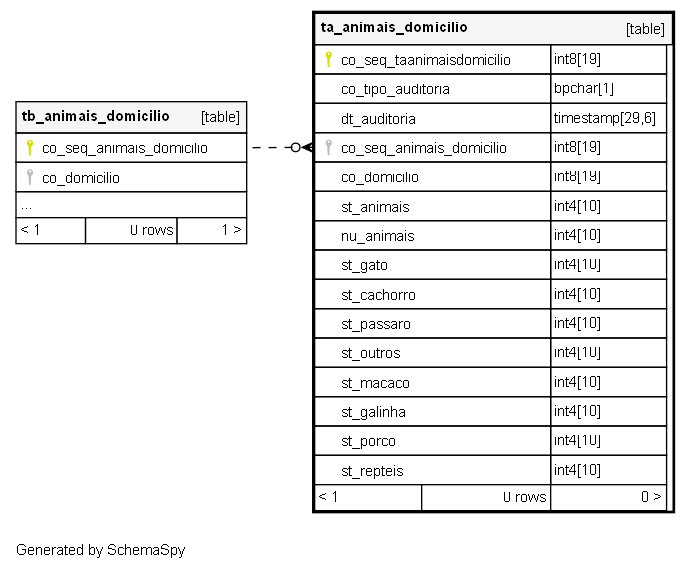 ta_animais_domicilio [table]
co_seq_taanimaisdomicilio int8[19]
co_tipo_auditoria bpchar[1]
dt_auditoria timestamp[29,6]
co_seq_animais_domicilio int8[19]
co_domicilio int8[19]
st_animais int4[10]
nu_animais int4[10]
st_gato int4[10]
st_cachorro int4[10]
st_passaro int4[10]
st_outros int4[10]
st_macaco int4[10]
st_galinha int4[10]
st_porco int4[10]
st_repteis int4[10]
< 1 0 rows 0 >
tb_animais_domicilio [table]
co_seq_animais_domicilio
co_domicilio
...
< 1 0 rows 1 >
Generated by SchemaSpy